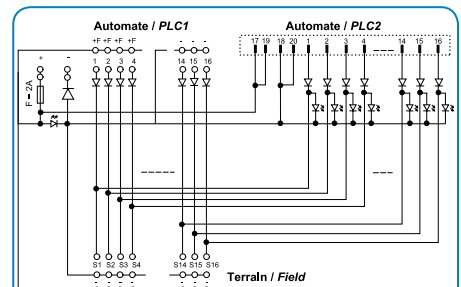 Automate / PLC1 Automate / PLC2
+F +F +F +F - - - 17 19 18 20 1 2 3 4 14 15 16
+ - 1 2 3 4 14 15 16
F - 2A
S1 S2 S3 S4 S14 S15 S16
Terrain / Field
- - - - - - -